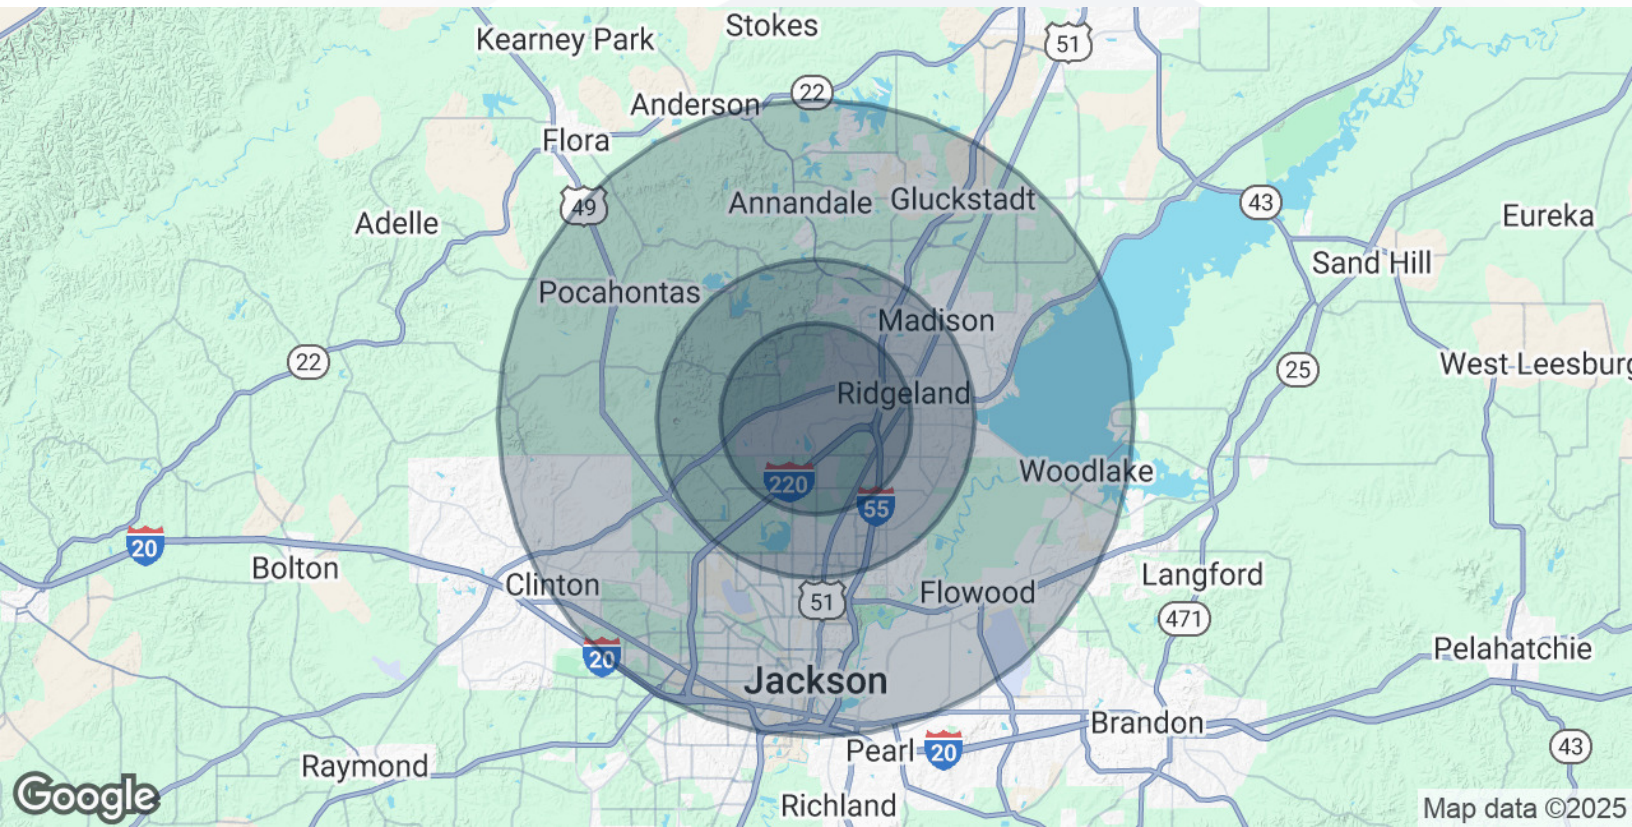 Stokes
Kearney Park
51
22
Anderson
Flora
Annandale
Gluckstadt
49
43
Adelle
Eureka
Sand Hill
Pocahontas
Madison
22
25
West Leesburg
Ridgeland
Woodlake
220
55
20
Bolton
Clinton
Langford
51
Flowood
471
20
Pelahatchie
Jackson
Brandon
Pearl
20
43
Raymond
Google
Richland
Map data ©2025